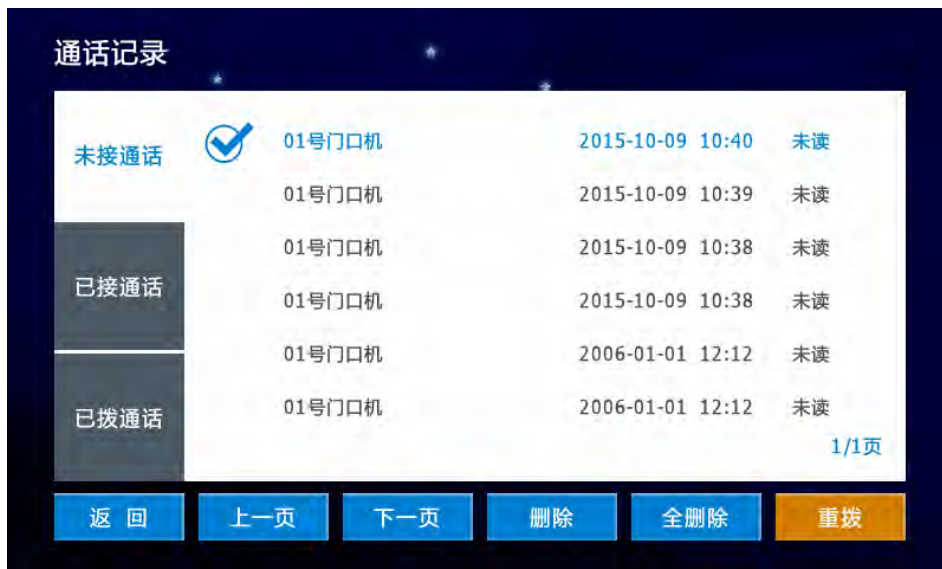 通话记录
未接通话
01号门口机 2015-10-09 10:40 未读
01号门口机 2015-10-09 10:39 未读
01号门口机 2015-10-09 10:38 未读
已接通话
01号门口机 2015-10-09 10:38 未读
01号门口机 2006-01-01 12:12 未读
已拨通话
01号门口机 2006-01-01 12:12 未读
1/1页
返 回 上一页 下一页 删除 全删除 重拨